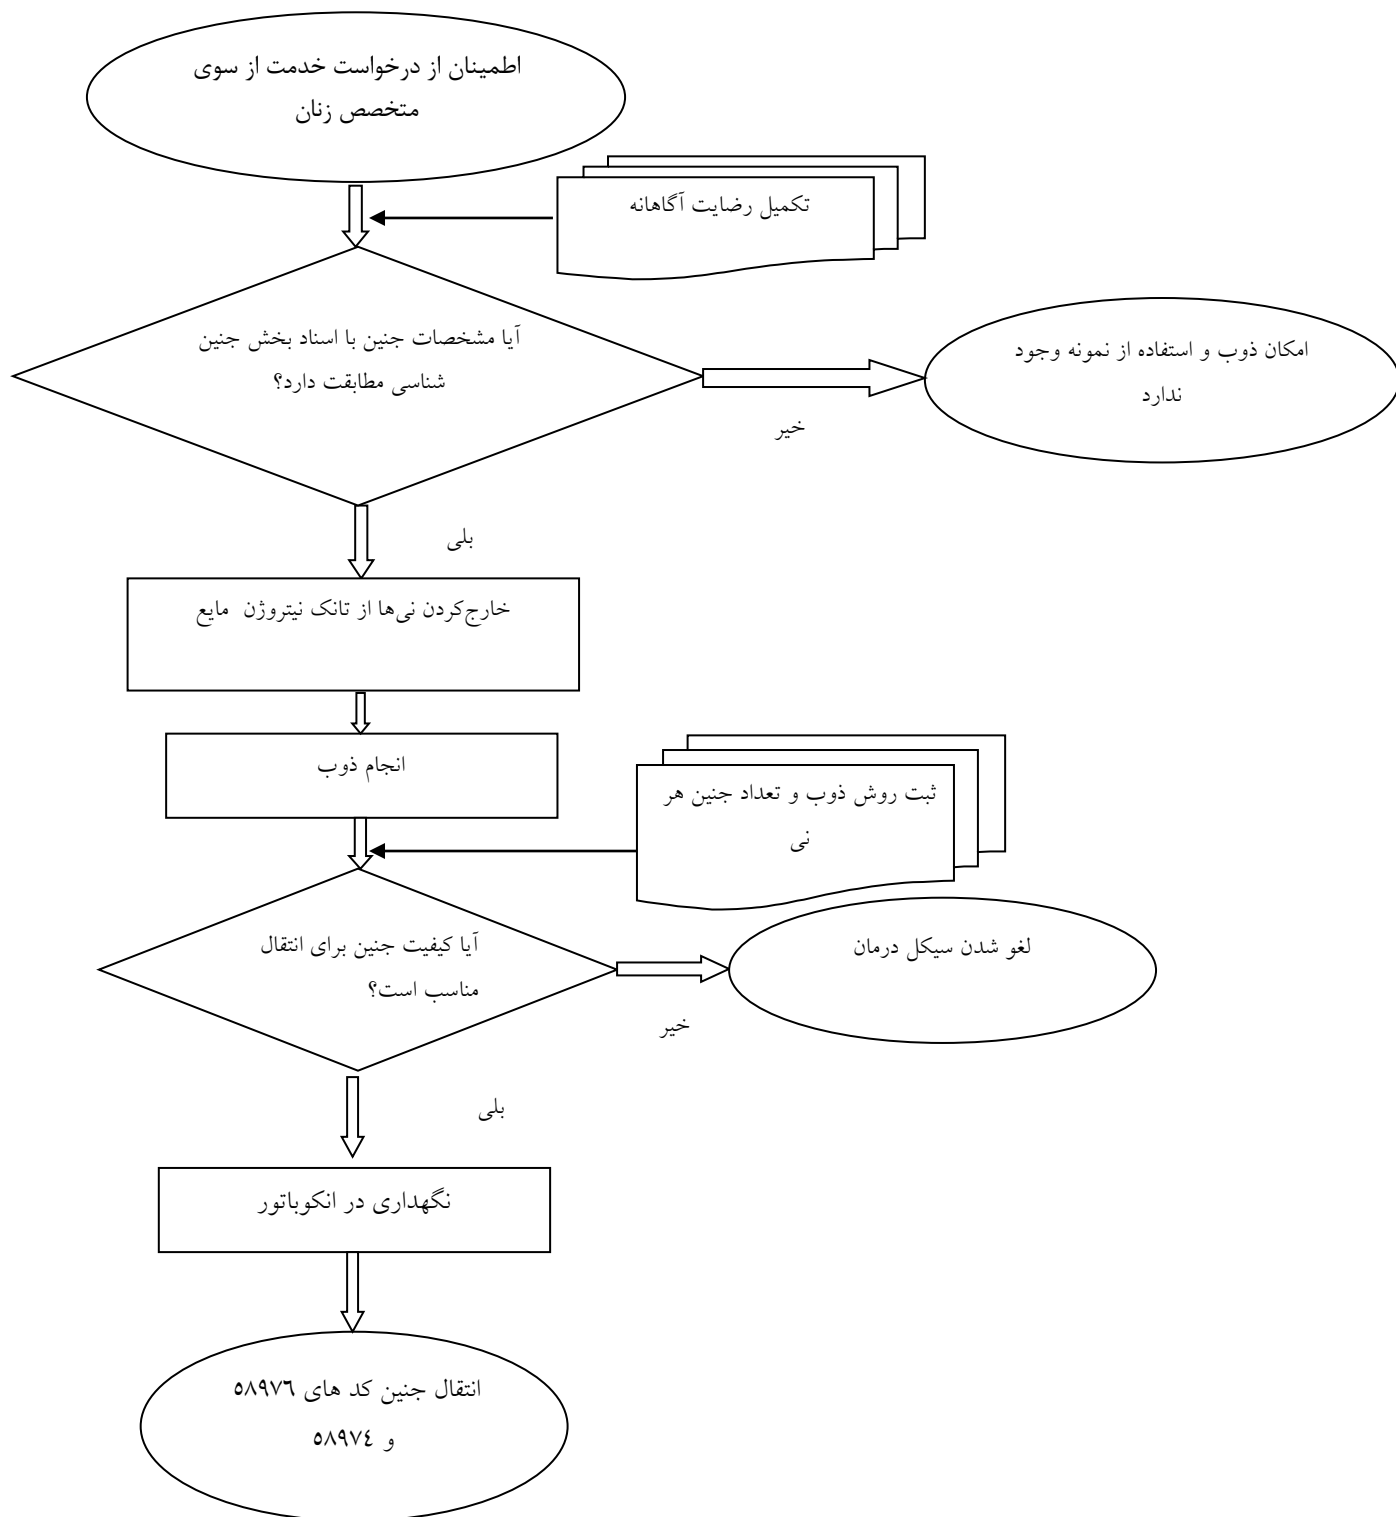 اطمینان از درخواست خدمت از سوی
متخصص زنان
تکمیل رضایت آگاهانه
آیا مشخصات جنین با اسناد بخش جنین
شناسی مطابقت دارد؟
امکان ذوب و استفاده از نمونه وجود
ندارد
خیر
بلی
خارج‌کردن نی‌ها از تانک نیتروژن مایع
انجام ذوب
ثبت روش ذوب و تعداد جنین هر
نی
آیا کیفیت جنین برای انتقال
مناسب است؟
لغو شدن سیکل درمان
خیر
بلی
نگهداری در انکوباتور
انتقال جنین کد های ٥٨٩٧٦
و ٥٨٩٧٤